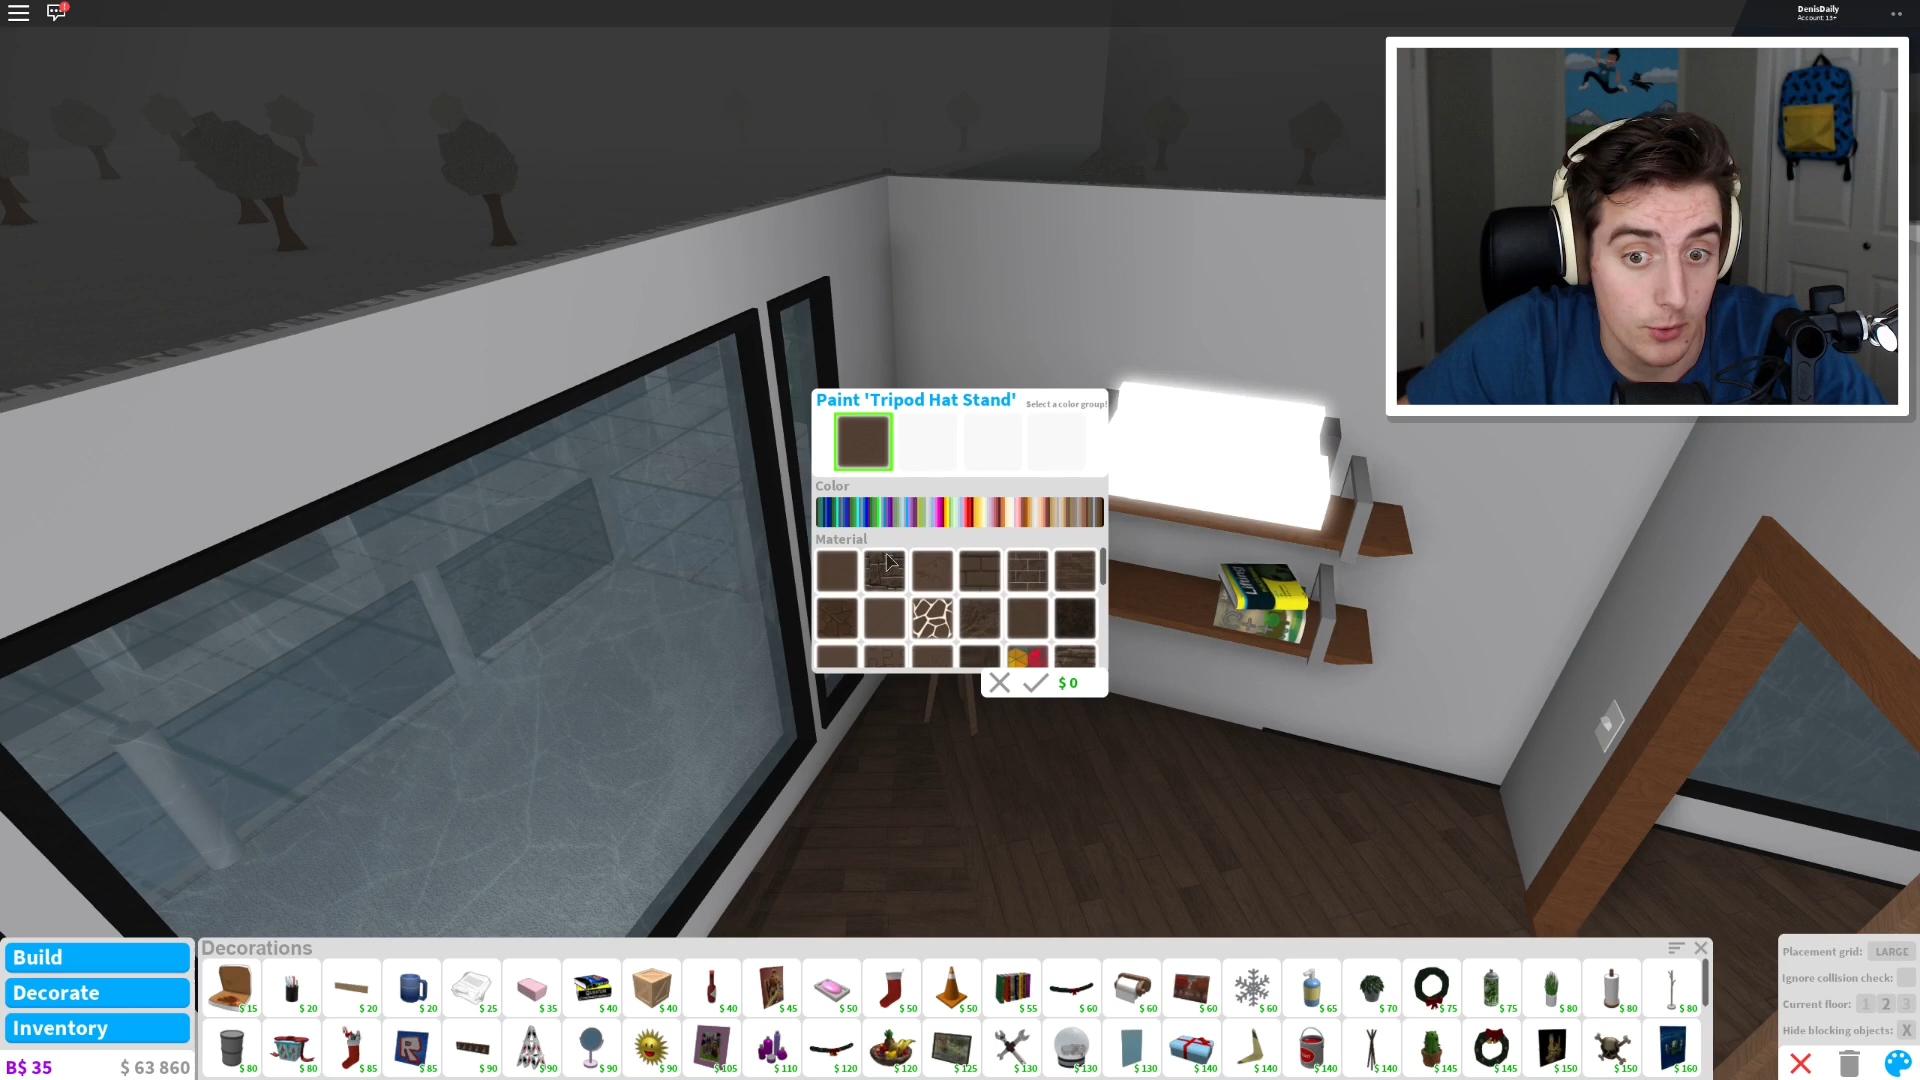 DenisDaily
Account: 13+
Paint 'Tripod Hat Stand'
Select a color group!
Color
Material
$ 0
Lifting
C++
Build
Decorate
Inventory
B$ 35
$ 63 860
Decorations
$ 15
$ 20
$ 20
$ 20
$ 25
$ 35
$ 40
$ 40
$ 40
$ 45
$ 50
$ 50
$ 50
$ 55
$ 60
$ 60
$ 60
$ 60
$ 65
$ 70
$ 75
$ 75
$ 80
$ 80
$ 80
$ 80
$ 80
$ 85
$ 85
$ 90
$ 90
$ 90
$ 90
$ 105
$ 110
$ 120
$ 120
$ 125
$ 130
$ 130
$ 130
$ 140
$ 140
$ 140
$ 140
$ 145
$ 145
$ 150
$ 150
$ 160
Placement grid: LARGE
Ignore collision check:
Current floor: 1 2 3
Hide blocking objects: X